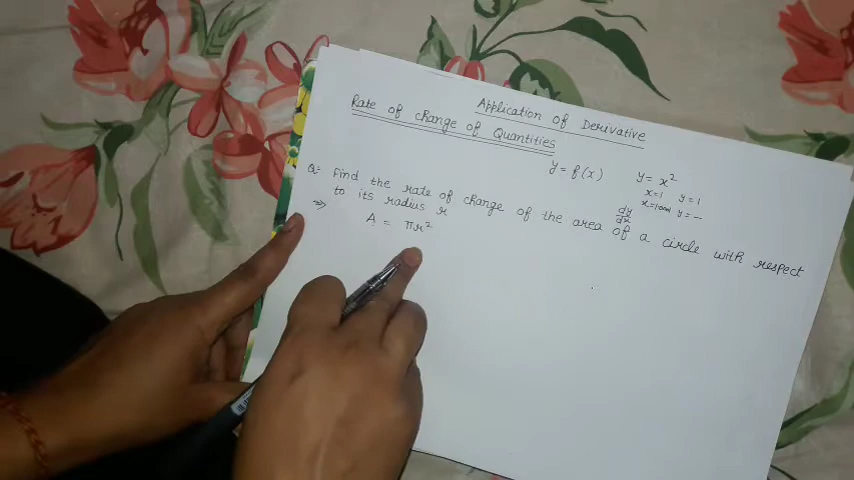 Application of Derivative
Rate of change of Quantities
y = f(x)
y = x²
x=1 y=1
y=-
dy/dx
Q:- Find the rate of change of the area of a circle with respect
to its radius r
⇒ A = πr²